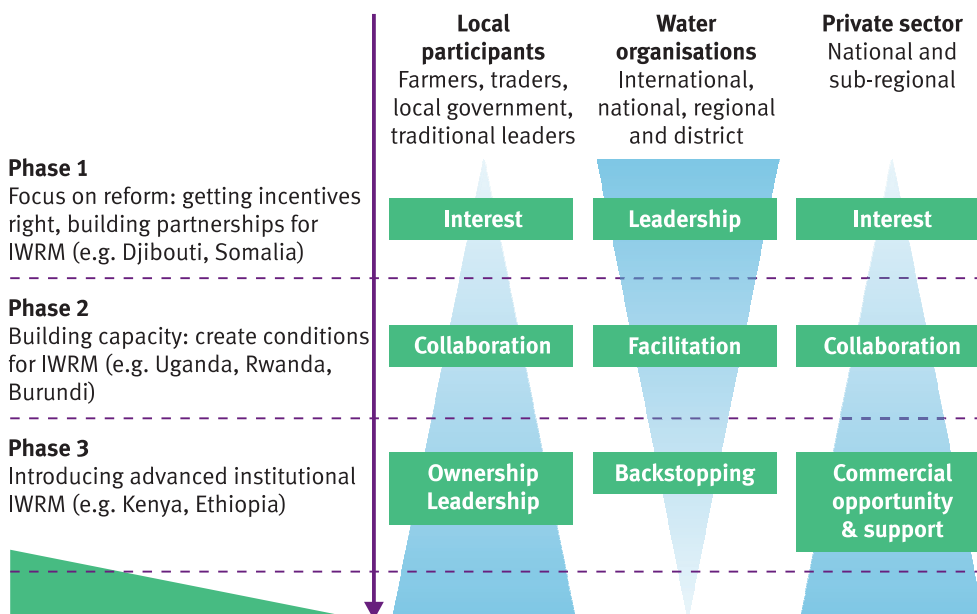 Local
participants
Farmers, traders,
local government,
traditional leaders
Water
organisations
International,
national, regional
and district
Private sector
National and
sub-regional
Phase 1
Focus on reform: getting incentives
right, building partnerships for
IWRM (e.g. Djibouti, Somalia)
Interest
Leadership
Interest
Phase 2
Building capacity: create conditions
for IWRM (e.g. Uganda, Rwanda,
Burundi)
Collaboration
Facilitation
Collaboration
Phase 3
Introducing advanced institutional
IWRM (e.g. Kenya, Ethiopia)
Ownership
Leadership
Backstopping
Commercial
opportunity
& support